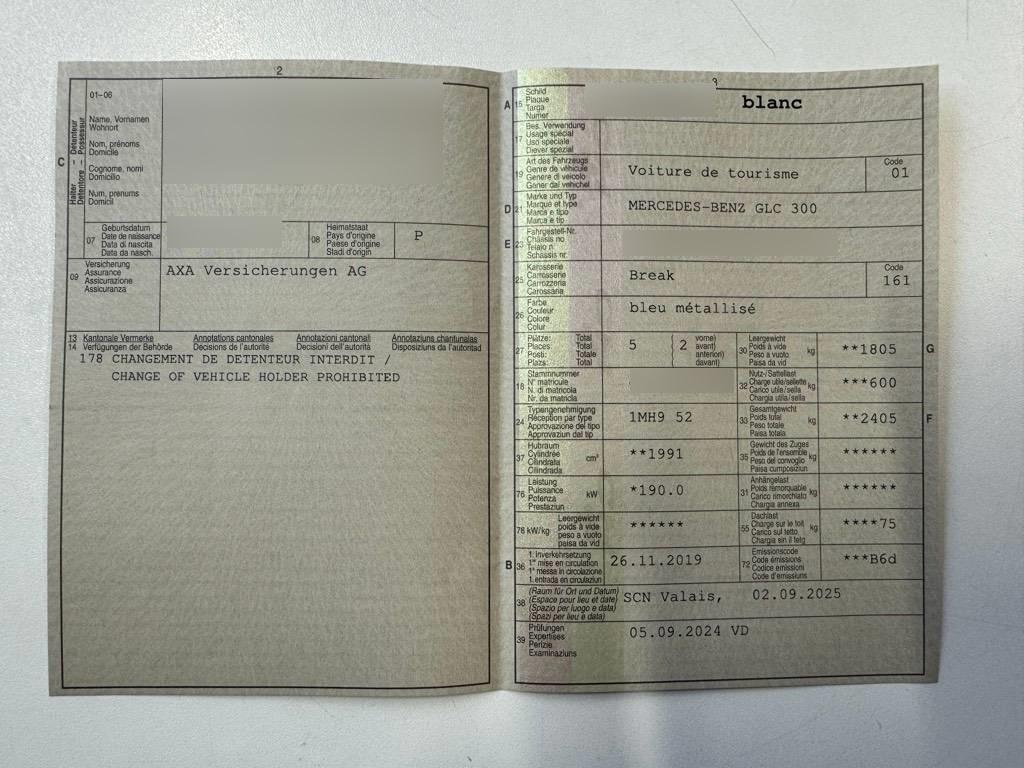 2
01-06
C
Halter Detentore
Détenteur Possessur
Name, Vornamen
Wohnort
Nom, prénoms
Domicile
Cognome, nomi
Domicilio
Num, prenums
Domicil
07
Geburtsdatum
Date de naissance
Data di nascita
Data da nasch.
08
Heimatstaat
Pays d'origine
Paese d'origine
Stadi d'origin
P
09
Versicherung
Assurance
Assicurazione
Assicuranza
AXA Versicherungen AG
13 Kantonale Vermerke Annotations cantonales Annotazioni cantonali Annotaziuns chantunalas
14 Verfügungen der Behörde Décisions de l'autorité Decisioni dell'autorità Disposiziuns da l'autoritad
178 CHANGEMENT DE DETENTEUR INTERDIT /
CHANGE OF VEHICLE HOLDER PROHIBITED
3
A 15
Schild
Plaque
Targa
Numer
blanc
17
Bes. Verwendung
Usage spécial
Uso speciale
Diever spezial
19
Art des Fahrzeugs
Genre de véhicule
Genere di veicolo
Gener dal vehichel
Voiture de tourisme
Code
01
D 21
Marke und Typ
Marque et type
Marca e tipo
Marca e tip
MERCEDES-BENZ GLC 300
E 23
Fahrgestell-Nr.
Châssis no
Telaio n.
Schassis nr.
25
Karosserie
Carrosserie
Carrozzeria
Carossaria
Break
Code
161
26
Farbe
Couleur
Colore
Colur
bleu métallisé
27
Plätze: Total
Places: Total
Posti: Totale
Plazs: Total
5
2
vorne)
avant)
anteriori)
davant)
30
Leergewicht
Poids à vide
Peso a vuoto
Paisa da vid
kg
**1805
G
18
Stammnummer
N° matricule
N. di matricola
Nr. da matricla
32
Nutz-/Sattellast
Charge utile/sellette
Carico utile/sella
Chargia utila/sella
kg
***600
24
Typengenehmigung
Réception par type
Approvazione del tipo
Approvaziun dal tip
1MH9 52
33
Gesamtgewicht
Poids total
Peso totale
Paisa totala
kg
**2405
F
37
Hubraum
Cylindrée
Cilindrata
Cilindrada
cm³
**1991
35
Gewicht des Zuges
Poids de l'ensemble
Peso del convoglio
Paisa cumposiziun
kg
******
76
Leistung
Puissance
Potenza
Prestaziun
kW
*190.0
31
Anhängelast
Poids remorquable
Carico rimorchiato
Chargia annexa
kg
******
78 kW/kg
Leergewicht
poids à vide
peso a vuoto
paisa da vid
******
55
Dachlast
Charge sur le toit
Carico sul tetto
Chargia sin il tetg
kg
****75
B 36
1. Inverkehrsetzung
1re mise en circulation
1a messa in circolazione
1. entrada en circulaziun
26.11.2019
72
Emissionscode
Code émissions
Codice emissioni
Code d'emissiuns
***B6d
38
(Raum für Ort und Datum)
(Espace pour lieu et date)
(Spazio per luogo e data)
(Spazi per lieu e data)
SCN Valais, 02.09.2025
39
Prüfungen
Expertises
Perizie
Examinaziuns
05.09.2024 VD